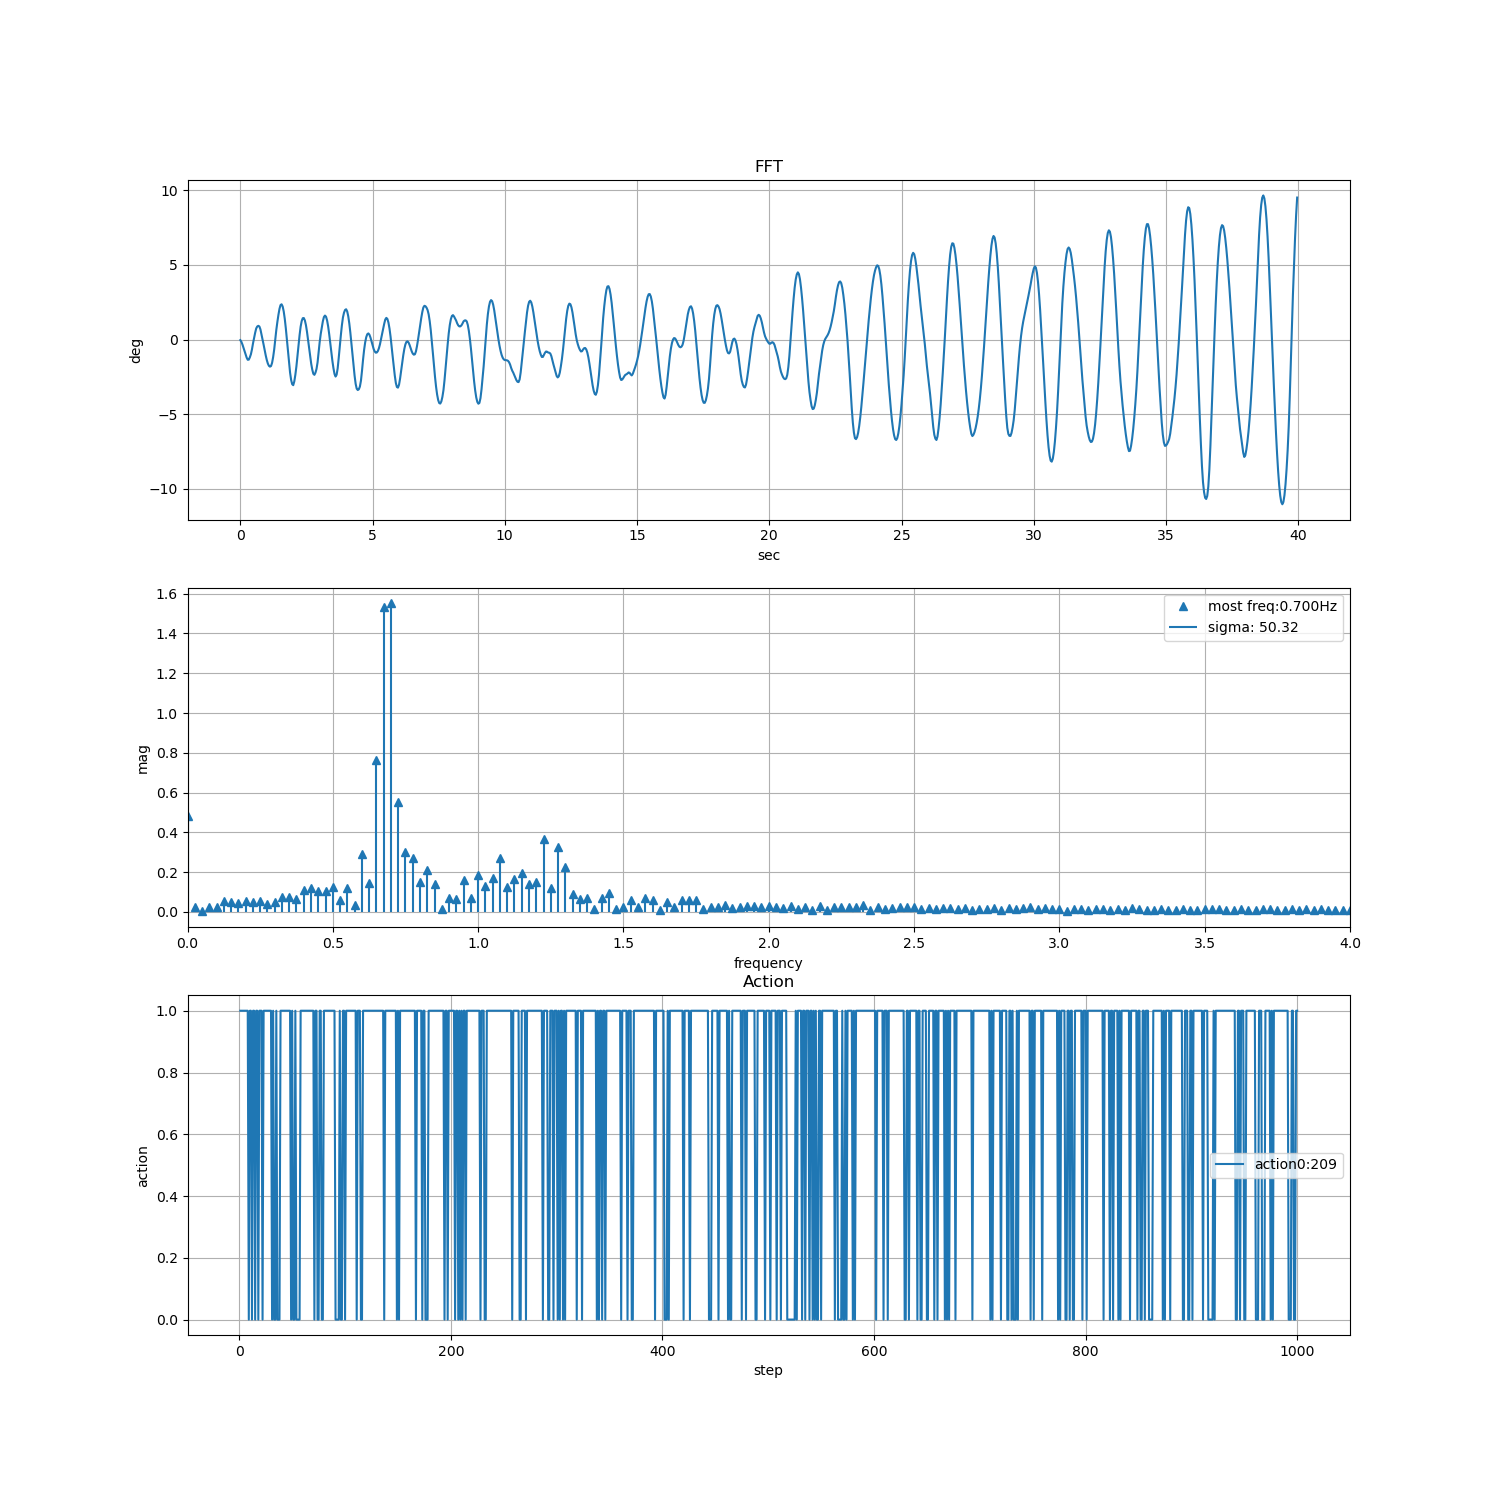 FFT
10
5
0
−5
−10
deg
0 5 10 15 20 25 30 35 40
sec
1.6
1.4
1.2
1.0
0.8
0.6
0.4
0.2
0.0
mag
most freq:0.700Hz
sigma: 50.32
0.0 0.5 1.0 1.5 2.0 2.5 3.0 3.5 4.0
frequency
Action
1.0
0.8
0.6
0.4
0.2
0.0
action
action0:209
0 200 400 600 800 1000
step